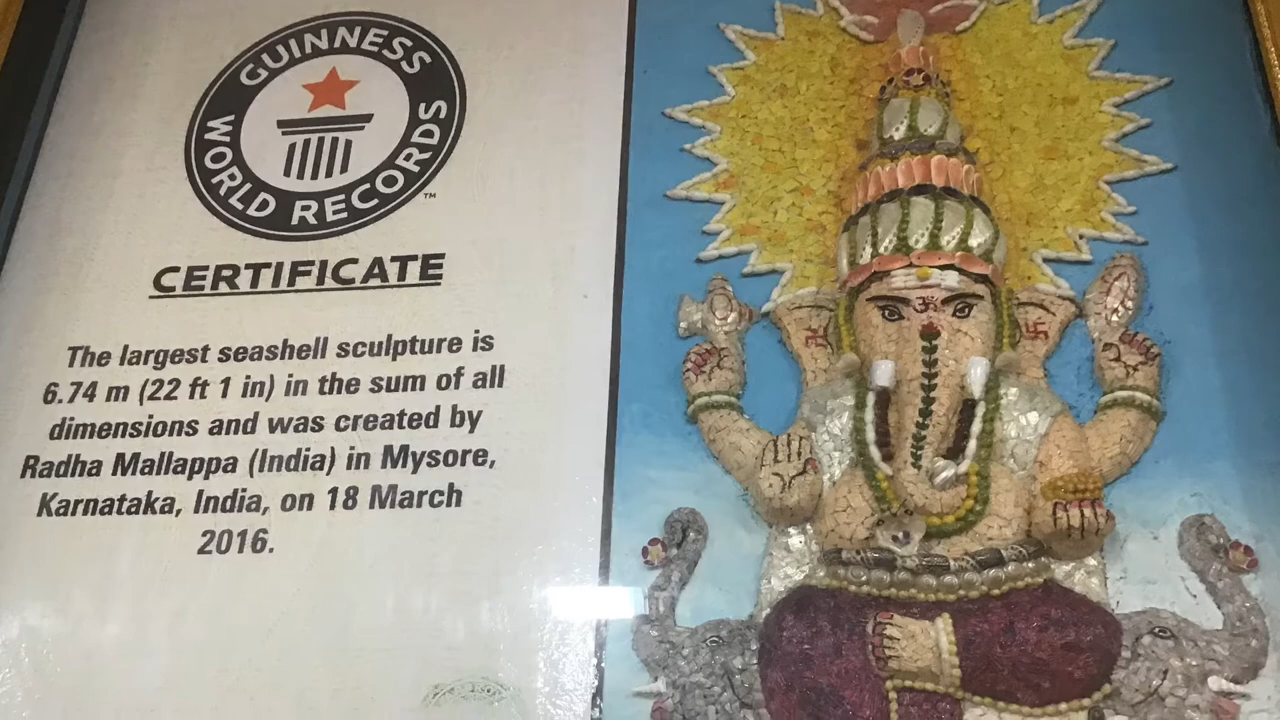 GUINNESS
WORLD RECORDS
™
CERTIFICATE
The largest seashell sculpture is
6.74 m (22 ft 1 in) in the sum of all
dimensions and was created by
Radha Mallappa (India) in Mysore,
Karnataka, India, on 18 March
2016.
ॐ